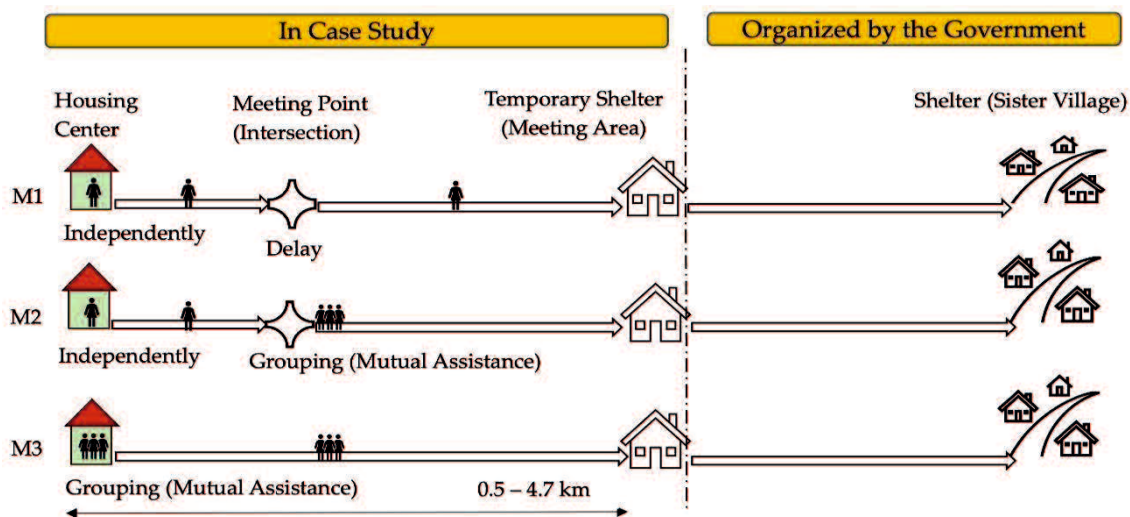 In Case Study
Organized by the Government
Housing
Center
Meeting Point
(Intersection)
Temporary Shelter
(Meeting Area)
Shelter (Sister Village)
M1
Independently
Delay
M2
Independently
Grouping (Mutual Assistance)
M3
Grouping (Mutual Assistance)
0.5 – 4.7 km